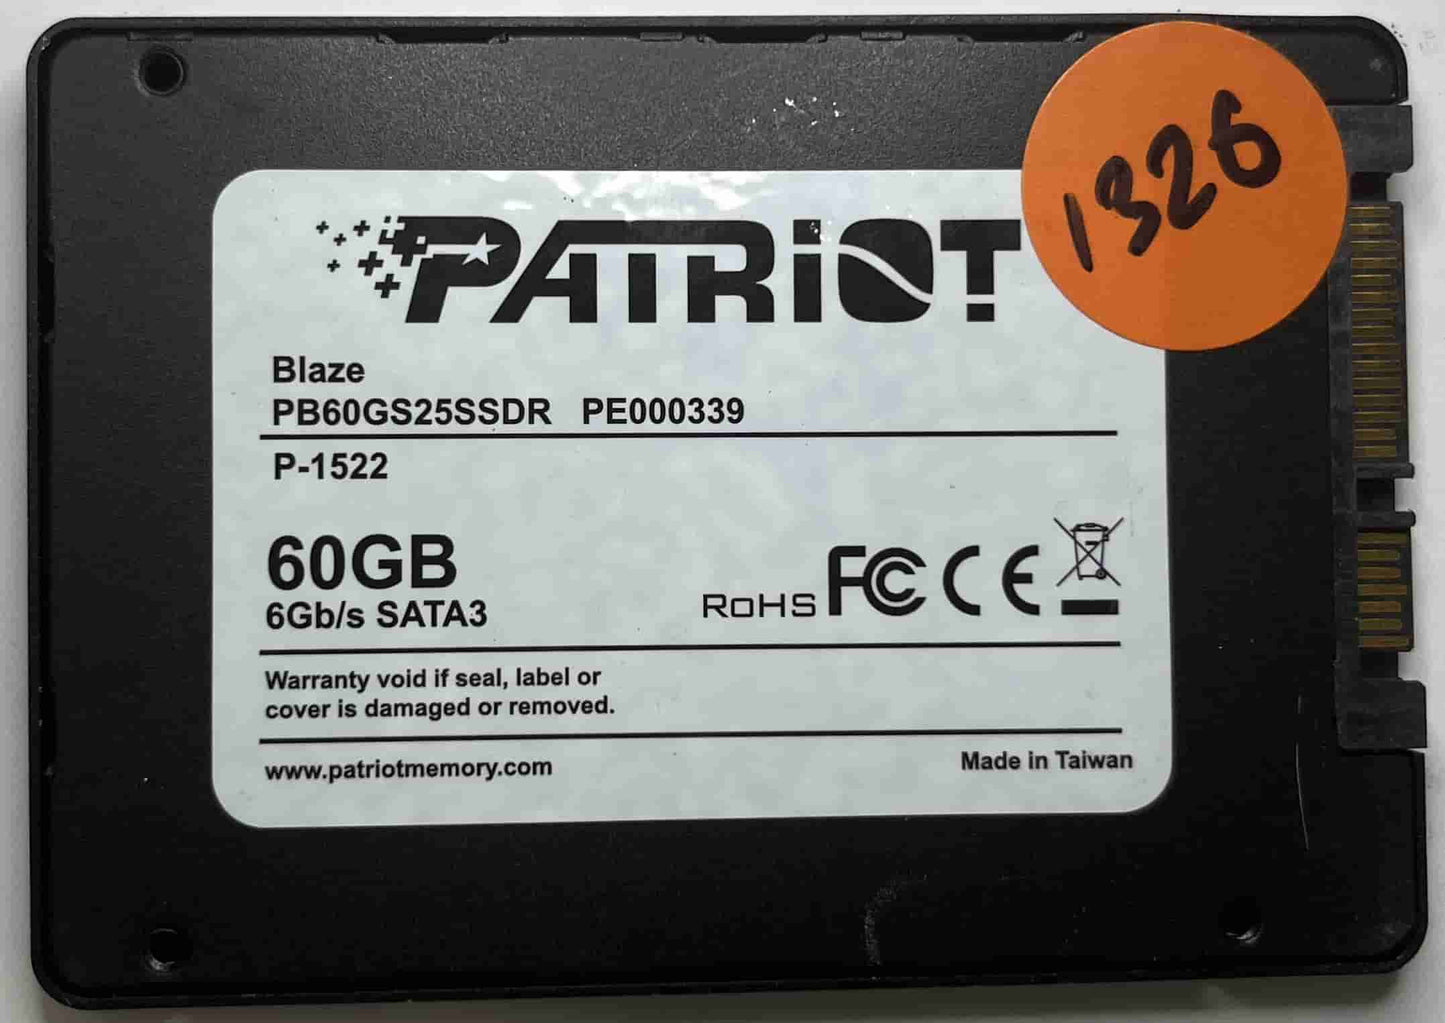 1326
PATRiOT
Blaze
PB60GS25SSDR PE000339
P-1522
60GB
6Gb/s SATA3
RoHS FC CE
Warranty void if seal, label or
cover is damaged or removed.
www.patriotmemory.com
Made in Taiwan